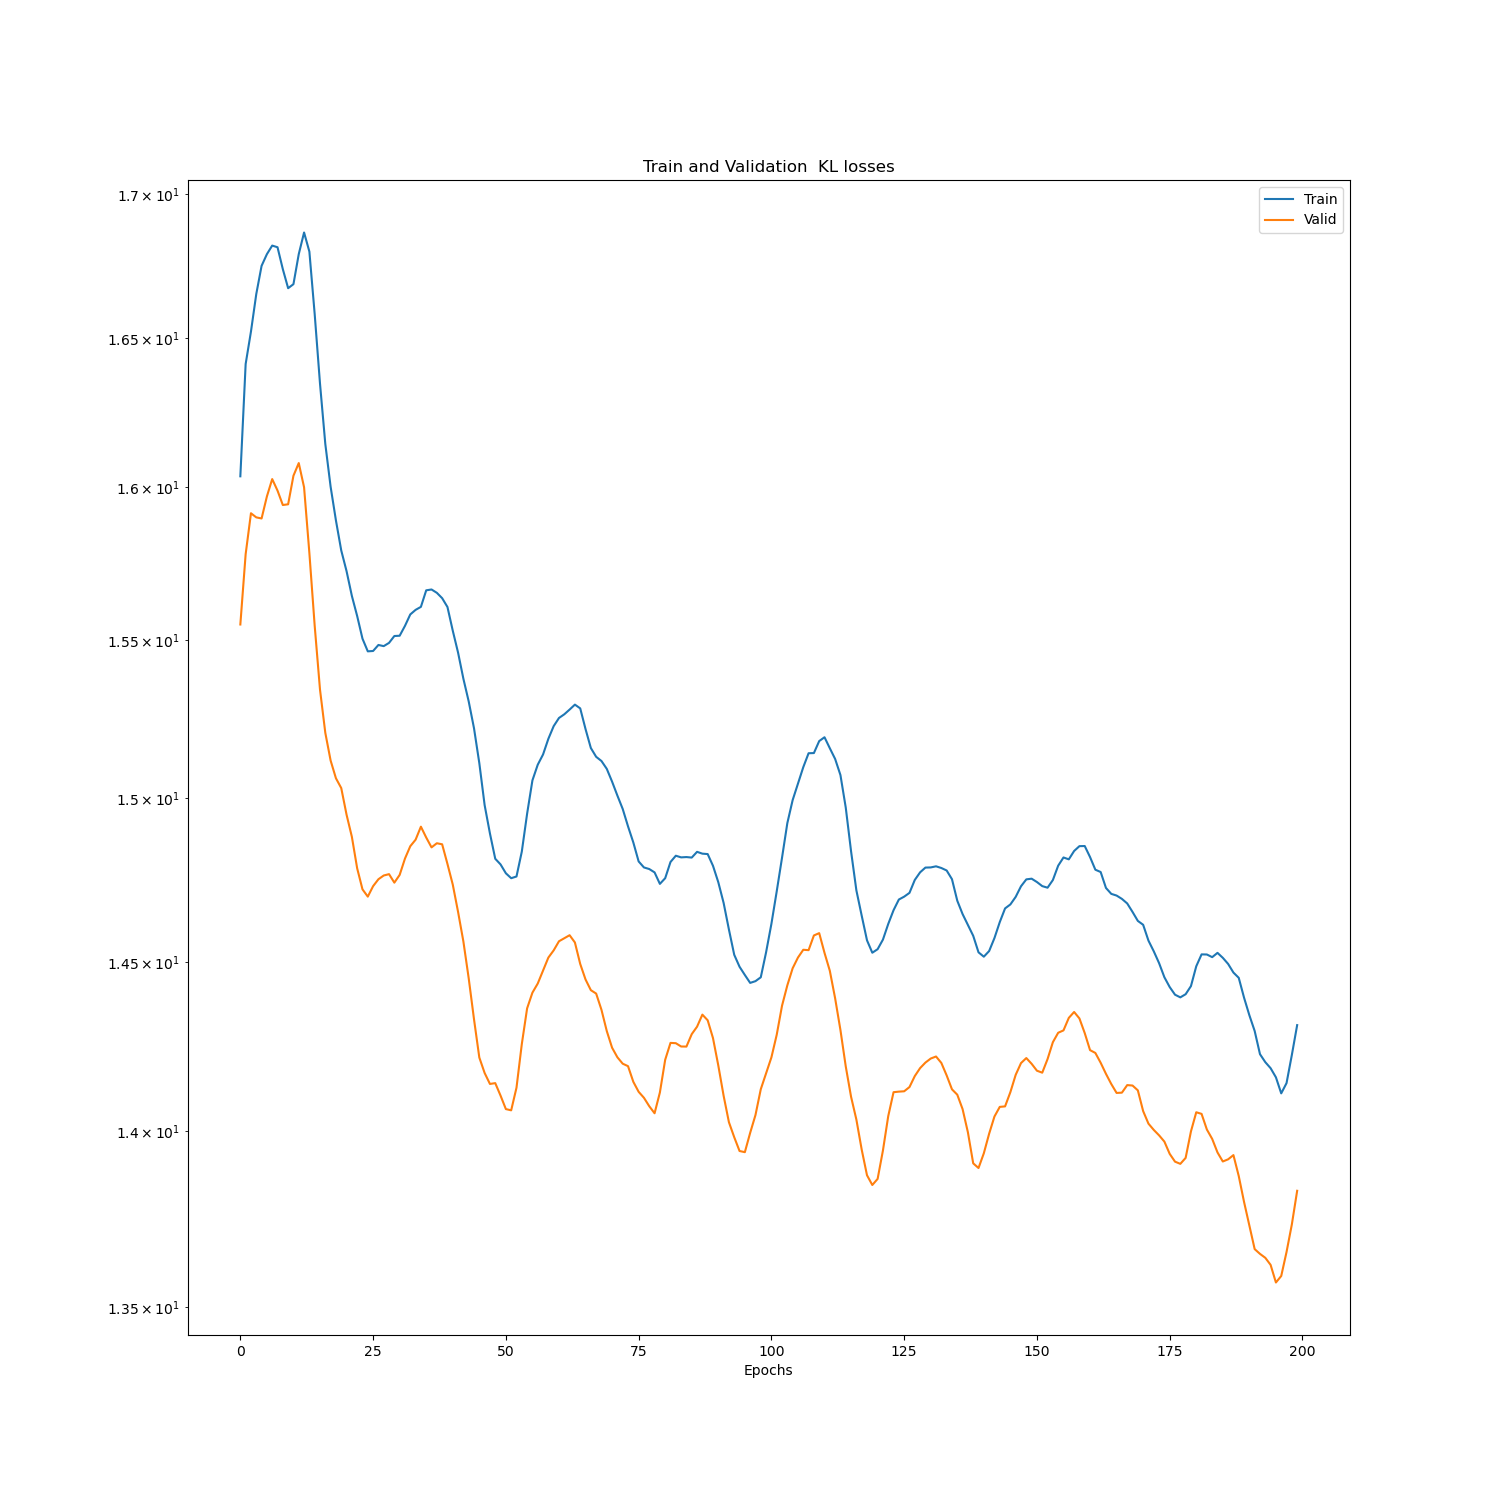 Train and Validation  KL losses
1.7 × 10¹
Train
Valid
1.65 × 10¹
1.6 × 10¹
1.55 × 10¹
1.5 × 10¹
1.45 × 10¹
1.4 × 10¹
1.35 × 10¹
0 25 50 75 100 125 150 175 200
Epochs